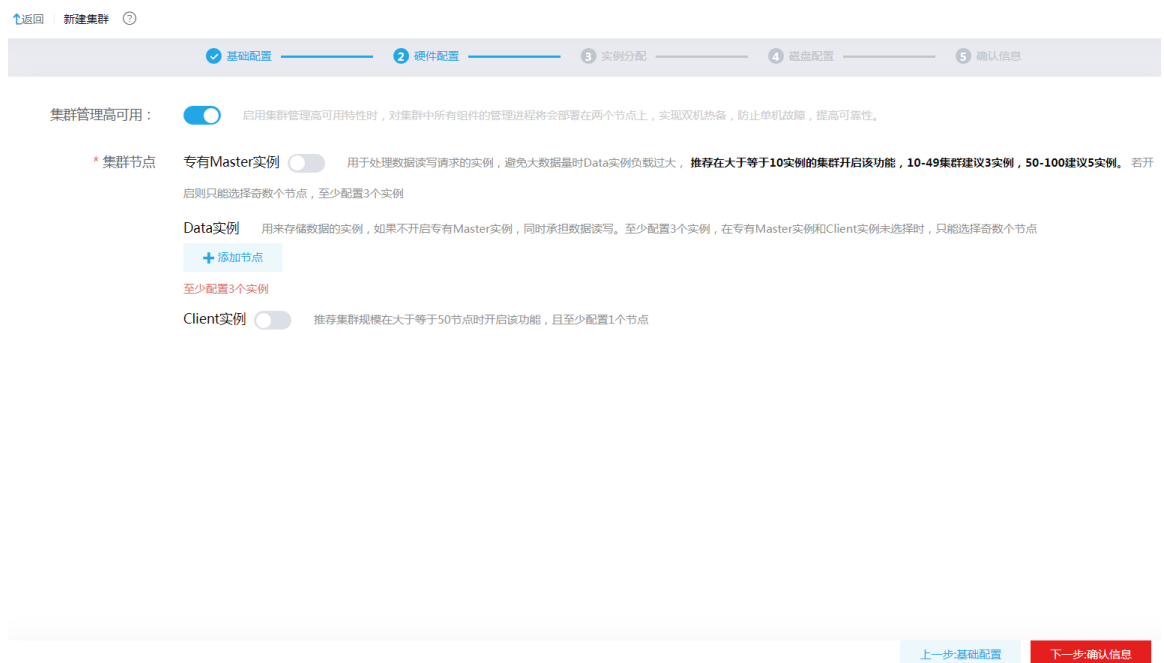 返回 新建集群 ?
基础配置 2 硬件配置 3 实例分配 4 磁盘配置 5 确认信息
集群管理高可用： 启用集群管理高可用特性时，对集群中所有组件的管理进程将会部署在两个节点上，实现双机热备，防止单机故障，提高可靠性。
* 集群节点 专有Master实例 用于处理数据读写请求的实例，避免大数据量时Data实例负载过大， 推荐在大于等于10实例的集群开启该功能，10-49集群建议3实例，50-100建议5实例。 若开
启则只能选择奇数个节点，至少配置3个实例
Data实例 用来存储数据的实例，如果不开启专有Master实例，同时承担数据读写。至少配置3个实例，在专有Master实例和Client实例未选择时，只能选择奇数个节点
添加节点
至少配置3个实例
Client实例 推荐集群规模在大于等于50节点时开启该功能，且至少配置1个节点
上一步:基础配置 下一步:确认信息